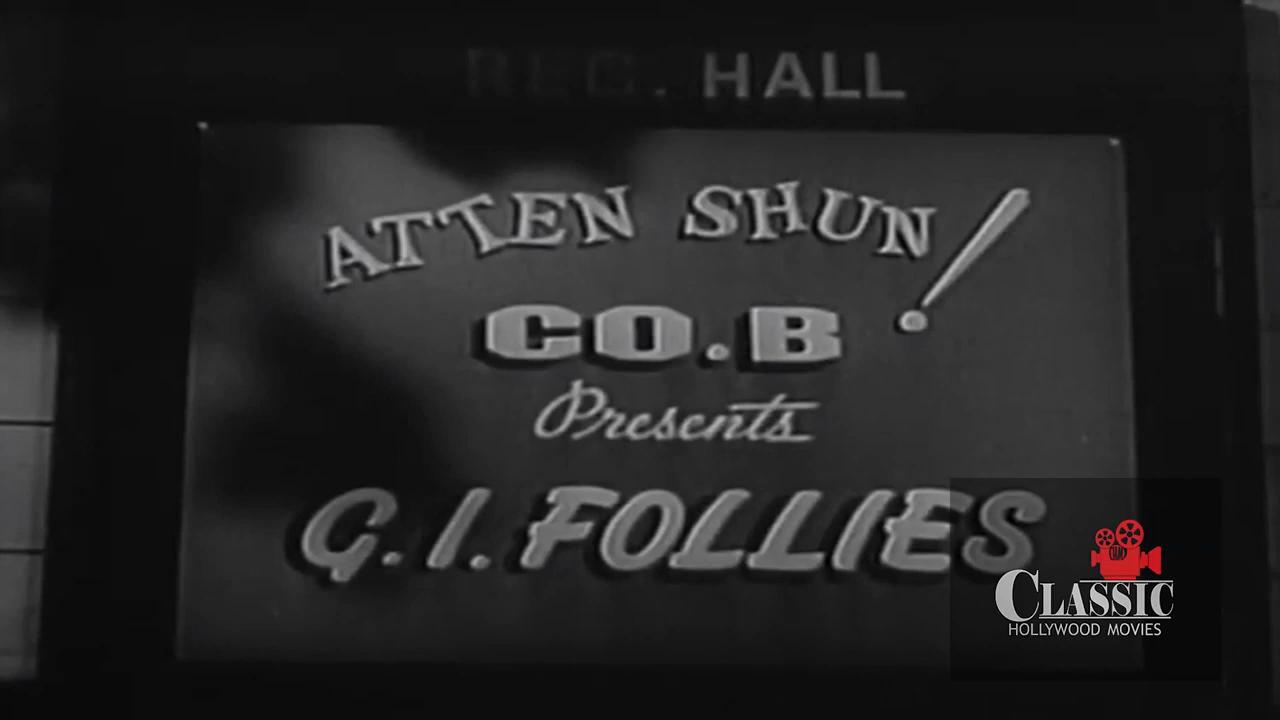 REC. HALL
ATTEN SHUN!
CO. B
Presents
G.I. FOLLIES
CLASSIC
HOLLYWOOD MOVIES